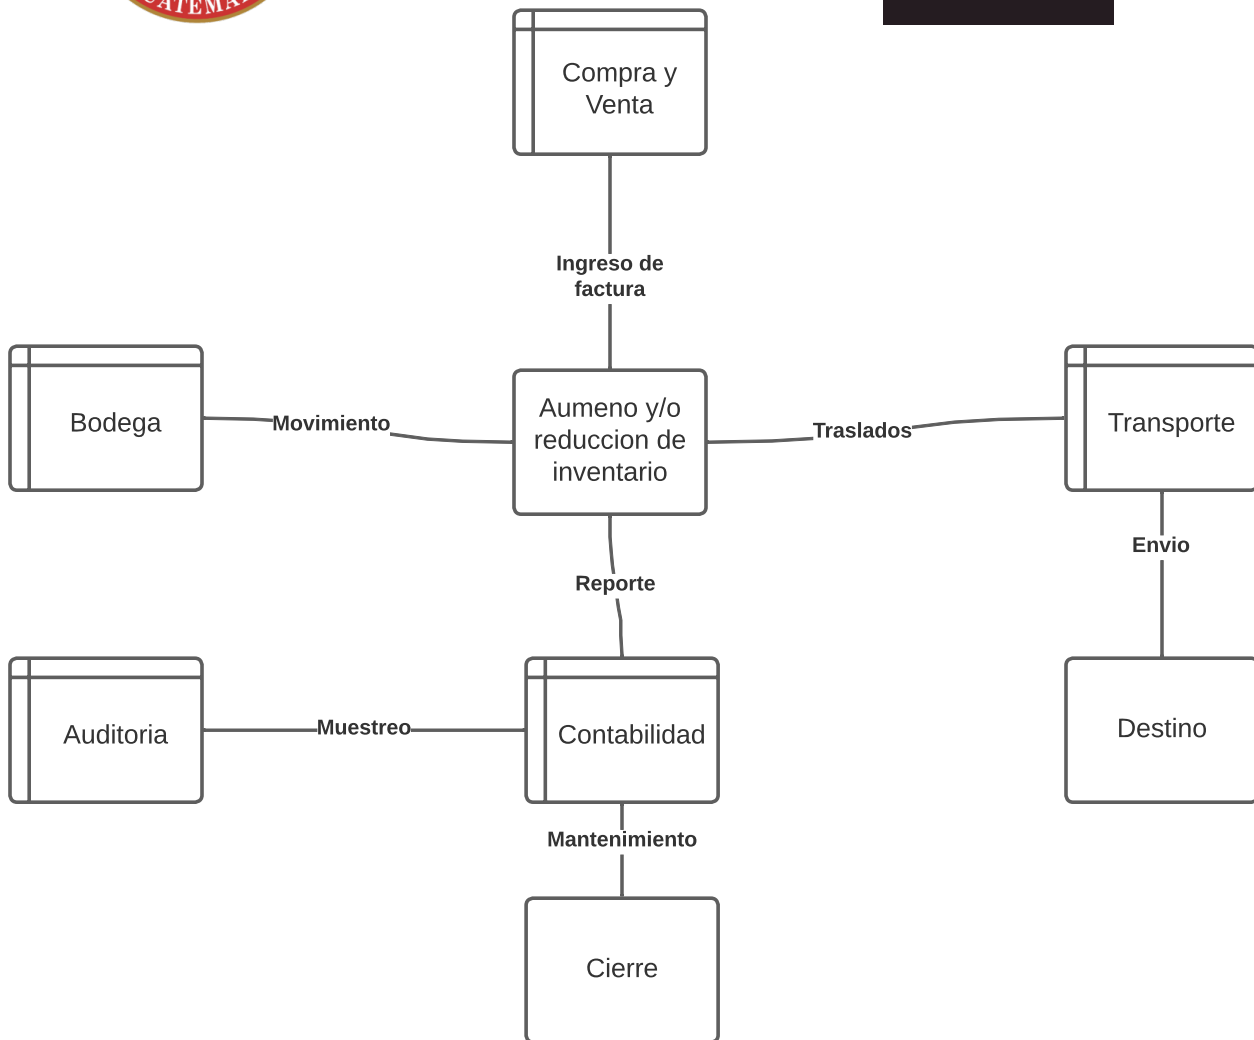 Compra y
Venta
Ingreso de
factura
Bodega
Movimiento
Aumeno y/o
reduccion de
inventario
Traslados
Transporte
Envio
Reporte
Auditoria
Muestreo
Contabilidad
Destino
Mantenimiento
Cierre